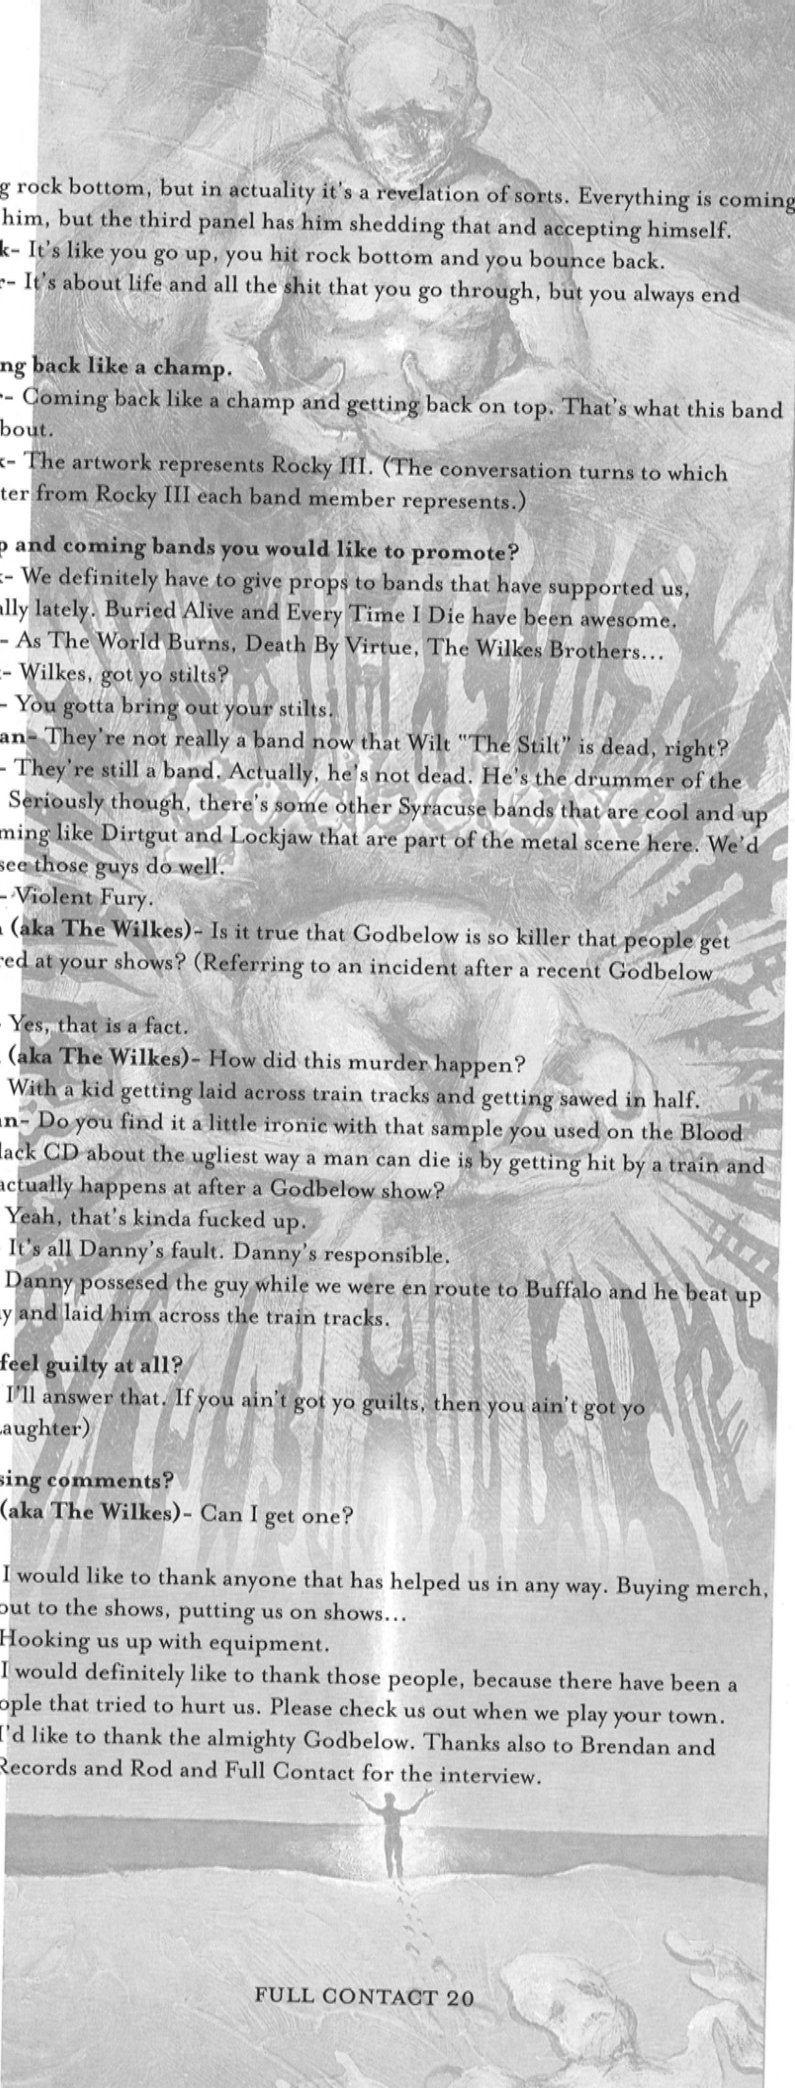 g rock bottom, but in actuality it's a revelation of sorts. Everything is coming
him, but the third panel has him shedding that and accepting himself.
k- It's like you go up, you hit rock bottom and you bounce back.
r- It's about life and all the shit that you go through, but you always end
ng back like a champ.
- Coming back like a champ and getting back on top. That's what this band
bout.
k- The artwork represents Rocky III. (The conversation turns to which
ter from Rocky III each band member represents.)
p and coming bands you would like to promote?
- We definitely have to give props to bands that have supported us,
ally lately. Buried Alive and Every Time I Die have been awesome.
- As The World Burns, Death By Virtue, The Wilkes Brothers...
- Wilkes, got yo stilts?
- You gotta bring out your stilts.
an- They're not really a band now that Wilt "The Stilt" is dead, right?
- They're still a band. Actually, he's not dead. He's the drummer of the
Seriously though, there's some other Syracuse bands that are cool and up
ming like Dirtgut and Lockjaw that are part of the metal scene here. We'd
see those guys do well.
- Violent Fury.
(aka The Wilkes)- Is it true that Godbelow is so killer that people get
red at your shows? (Referring to an incident after a recent Godbelow
Yes, that is a fact.
(aka The Wilkes)- How did this murder happen?
With a kid getting laid across train tracks and getting sawed in half.
n- Do you find it a little ironic with that sample you used on the Blood
lack CD about the ugliest way a man can die is by getting hit by a train and
actually happens at after a Godbelow show?
Yeah, that's kinda fucked up.
It's all Danny's fault. Danny's responsible.
Danny possesed the guy while we were en route to Buffalo and he beat up
y and laid him across the train tracks.
feel guilty at all?
I'll answer that. If you ain't got yo guilts, then you ain't got yo
aughter)
sing comments?
(aka The Wilkes)- Can I get one?
I would like to thank anyone that has helped us in any way. Buying merch,
out to the shows, putting us on shows...
Hooking us up with equipment.
I would definitely like to thank those people, because there have been a
ople that tried to hurt us. Please check us out when we play your town.
I'd like to thank the almighty Godbelow. Thanks also to Brendan and
Records and Rod and Full Contact for the interview.
FULL CONTACT 20